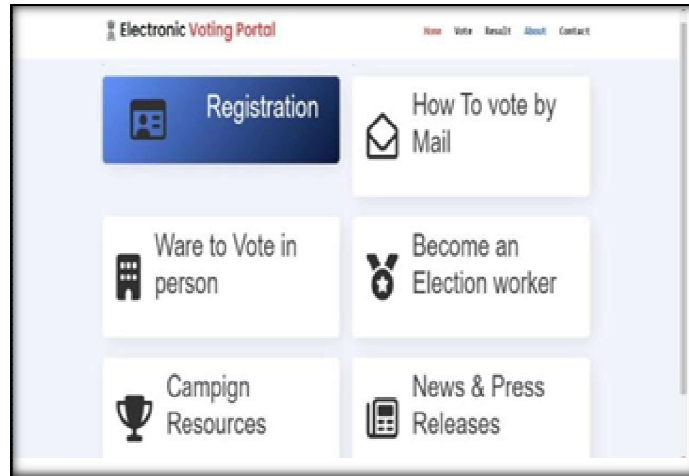 Electronic Voting Portal
Home Vote Result About Contact
Registration
How To vote by
Mail
Ware to Vote in
person
Become an
Election worker
Campign
Resources
News & Press
Releases